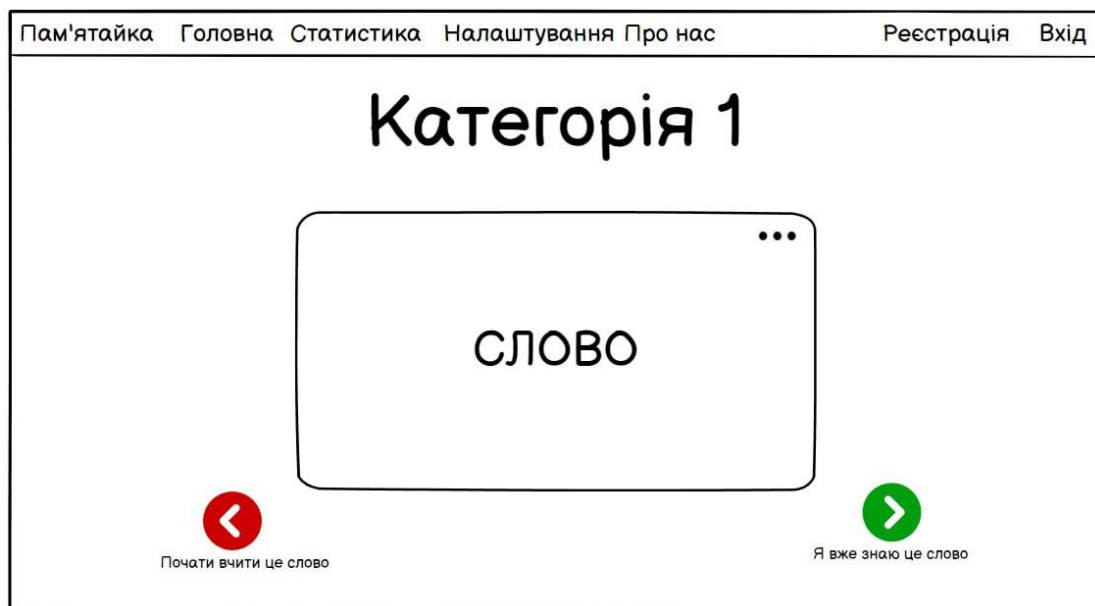 Пам'ятайка Головна Статистика Налаштування Про нас Реєстрація Вхід
Категорія 1
СЛОВО
Почати вчити це слово
Я вже знаю це слово